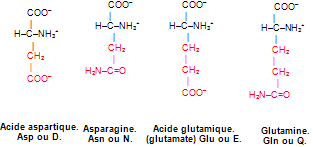 COO⁻
H–C–NH₃⁺
CH₂
COO⁻
Acide aspartique.
Asp ou D.
COO⁻
H–C–NH₃⁺
CH₂
H₂N–C=O
Asparagine.
Asn ou N.
COO⁻
H–C–NH₃⁺
CH₂
CH₂
COO⁻
Acide glutamique.
(glutamate) Glu ou E.
COO⁻
H–C–NH₃⁺
CH₂
CH₂
H₂N–C=O
Glutamine.
Gln ou Q.